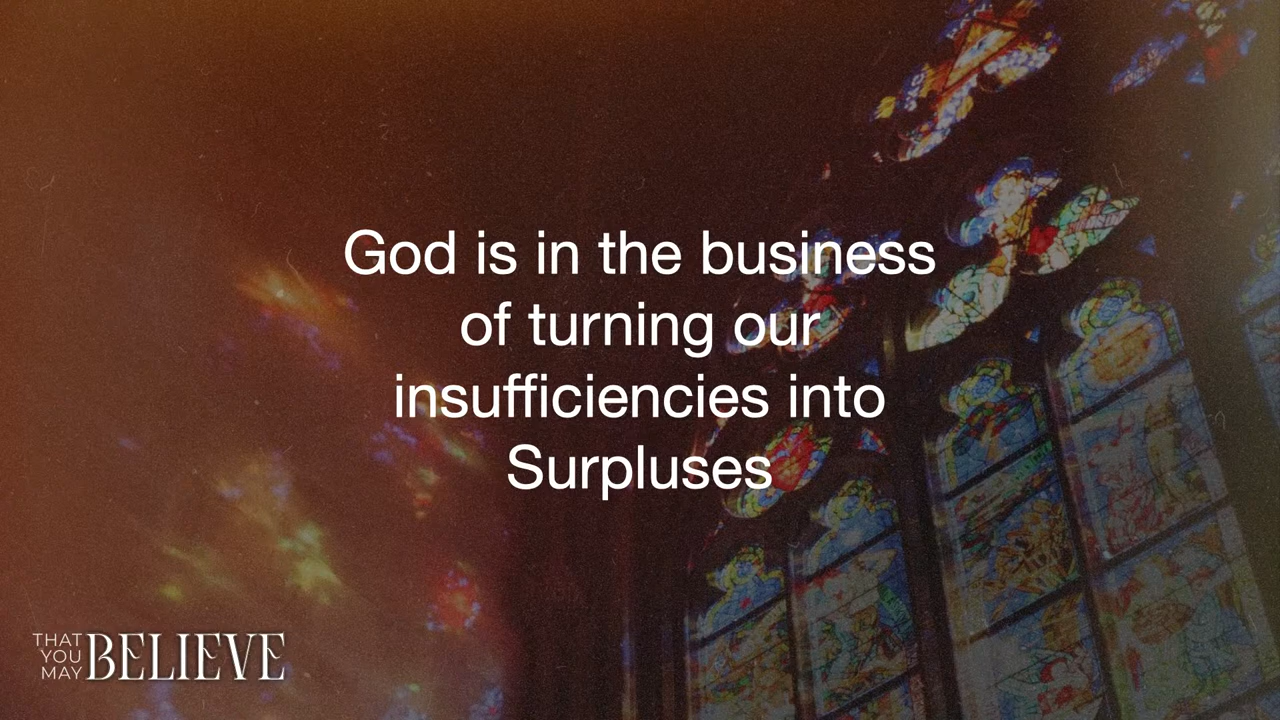 God is in the business
of turning our
insufficiencies into
Surpluses
THAT
YOU
MAY
BELIEVE